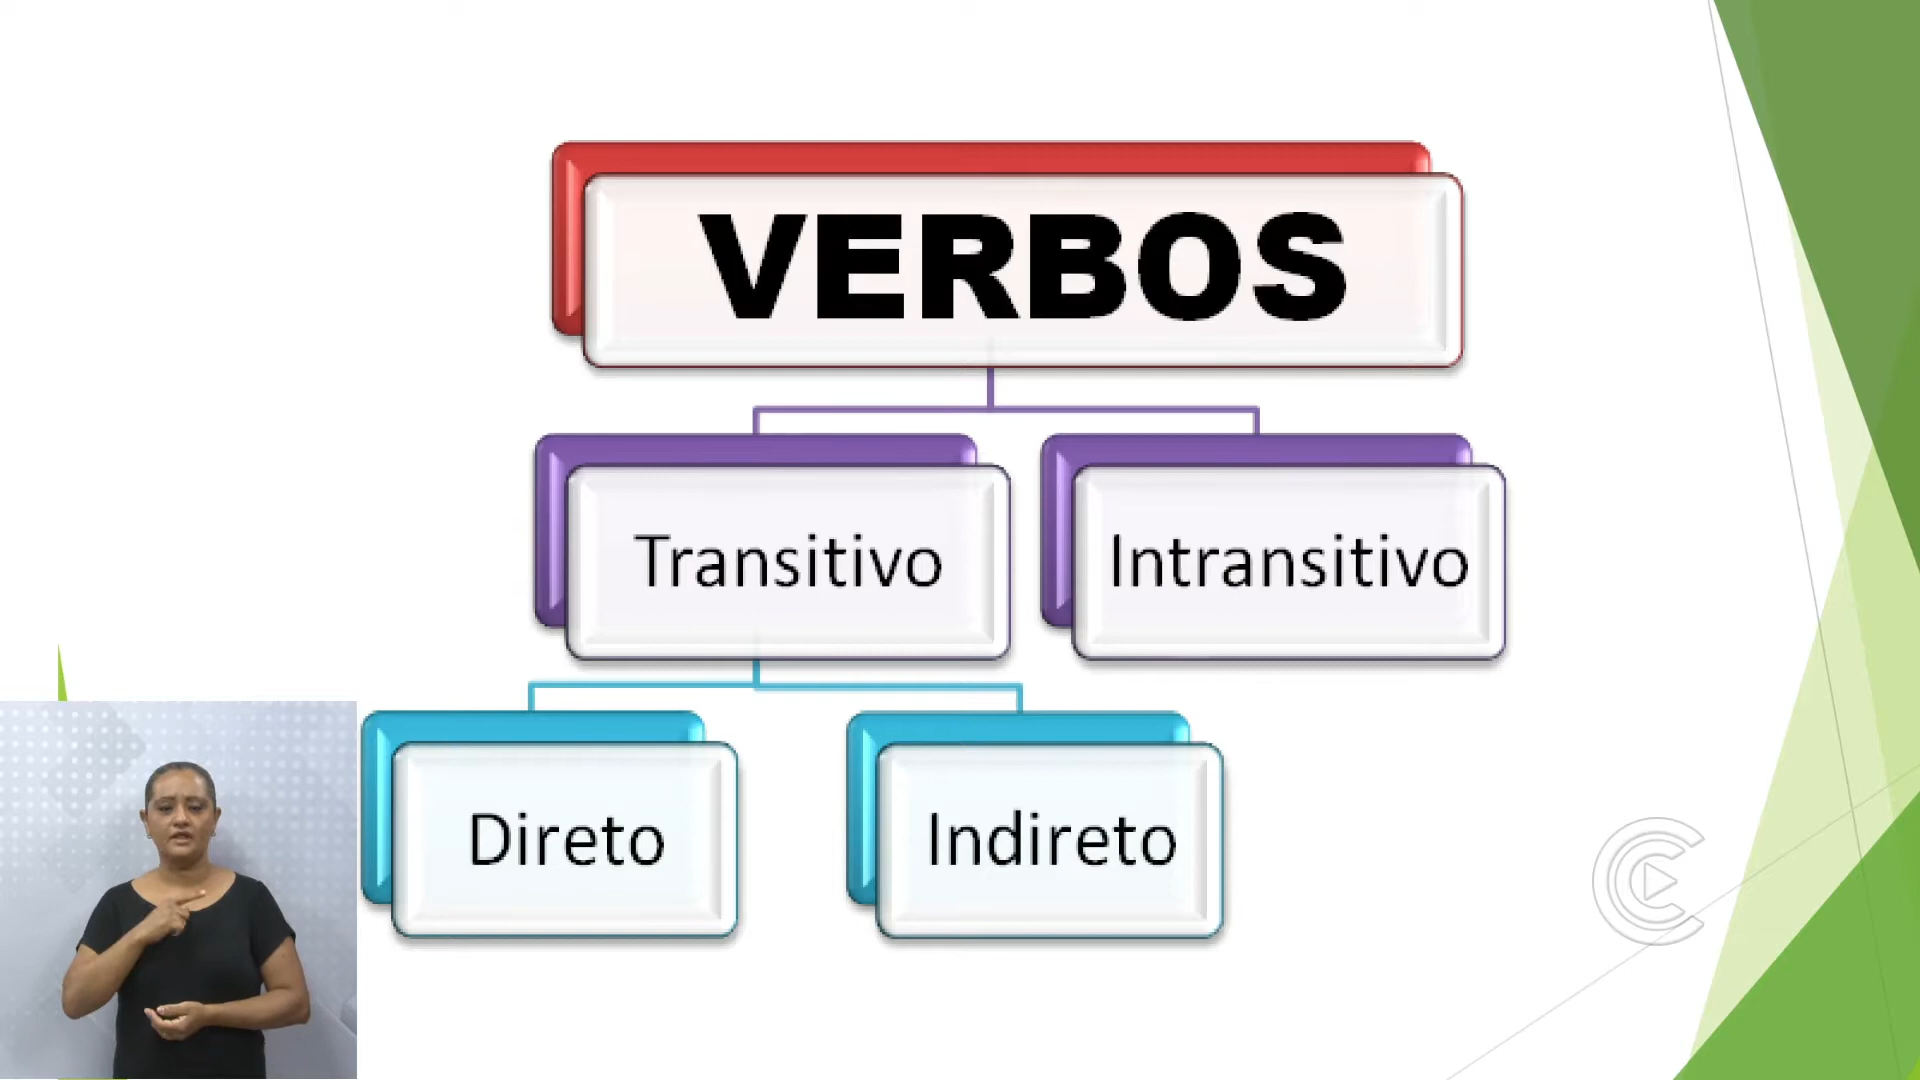 VERBOS
Transitivo
Intransitivo
Direto
Indireto